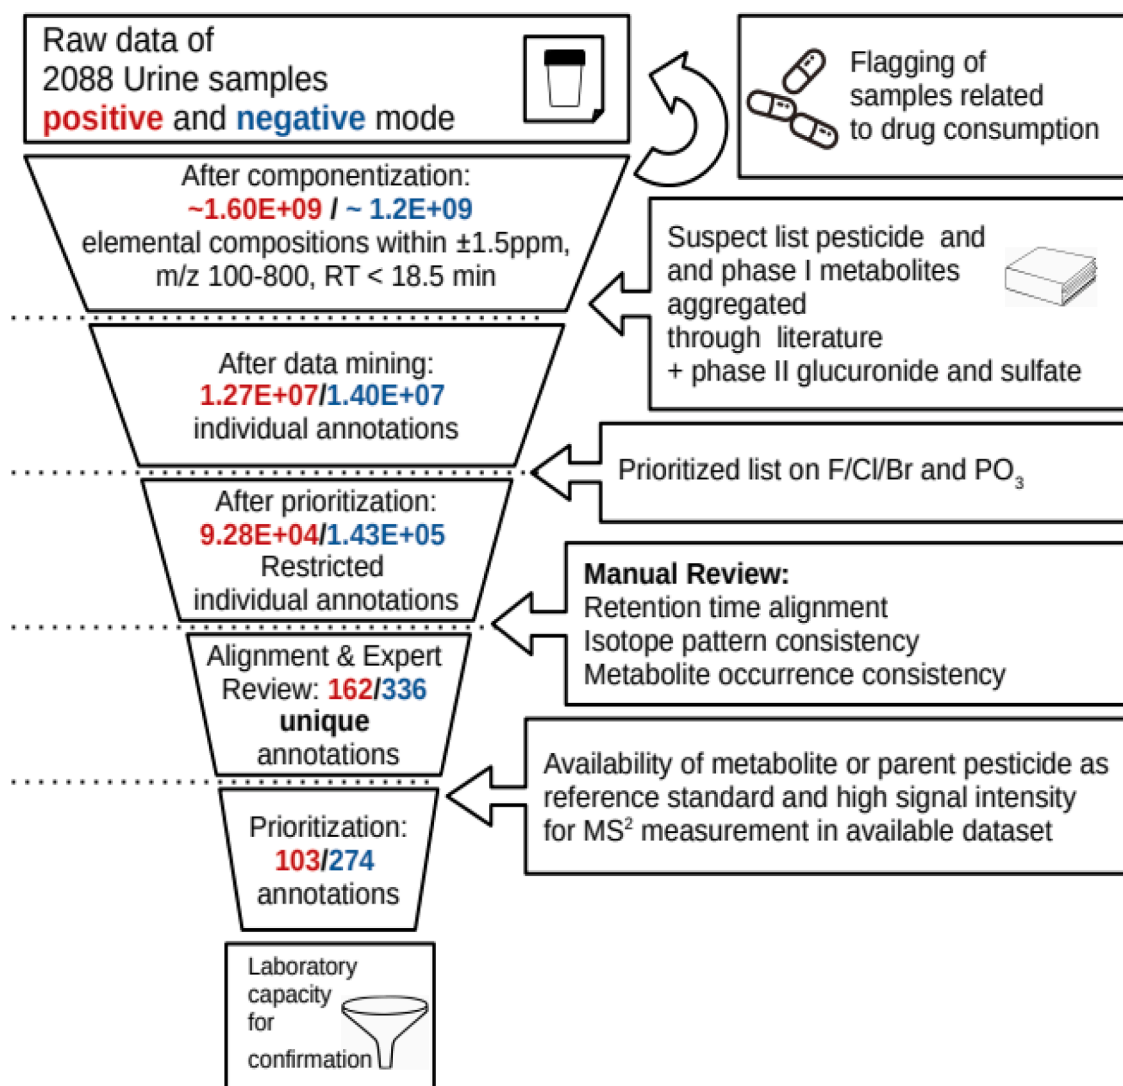 Raw data of
2088 Urine samples
positive and negative mode
Flagging of
samples related
to drug consumption
After componentization:
~1.60E+09 / ~ 1.2E+09
elemental compositions within ±1.5ppm,
m/z 100-800, RT < 18.5 min
Suspect list pesticide and
and phase I metabolites
aggregated
through literature
+ phase II glucuronide and sulfate
After data mining:
1.27E+07/1.40E+07
individual annotations
Prioritized list on F/Cl/Br and PO₃
After prioritization:
9.28E+04/1.43E+05
Restricted
individual annotations
Manual Review:
Retention time alignment
Isotope pattern consistency
Metabolite occurrence consistency
Alignment & Expert
Review: 162/336
unique
annotations
Availability of metabolite or parent pesticide as
reference standard and high signal intensity
for MS² measurement in available dataset
Prioritization:
103/274
annotations
Laboratory
capacity
for
confirmation